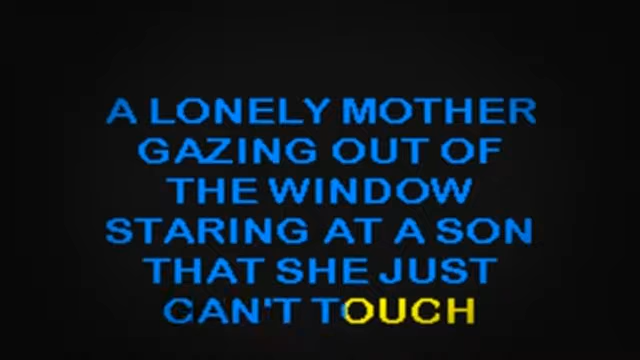 A LONELY MOTHER
GAZING OUT OF
THE WINDOW
STARING AT A SON
THAT SHE JUST
CAN'T TOUCH